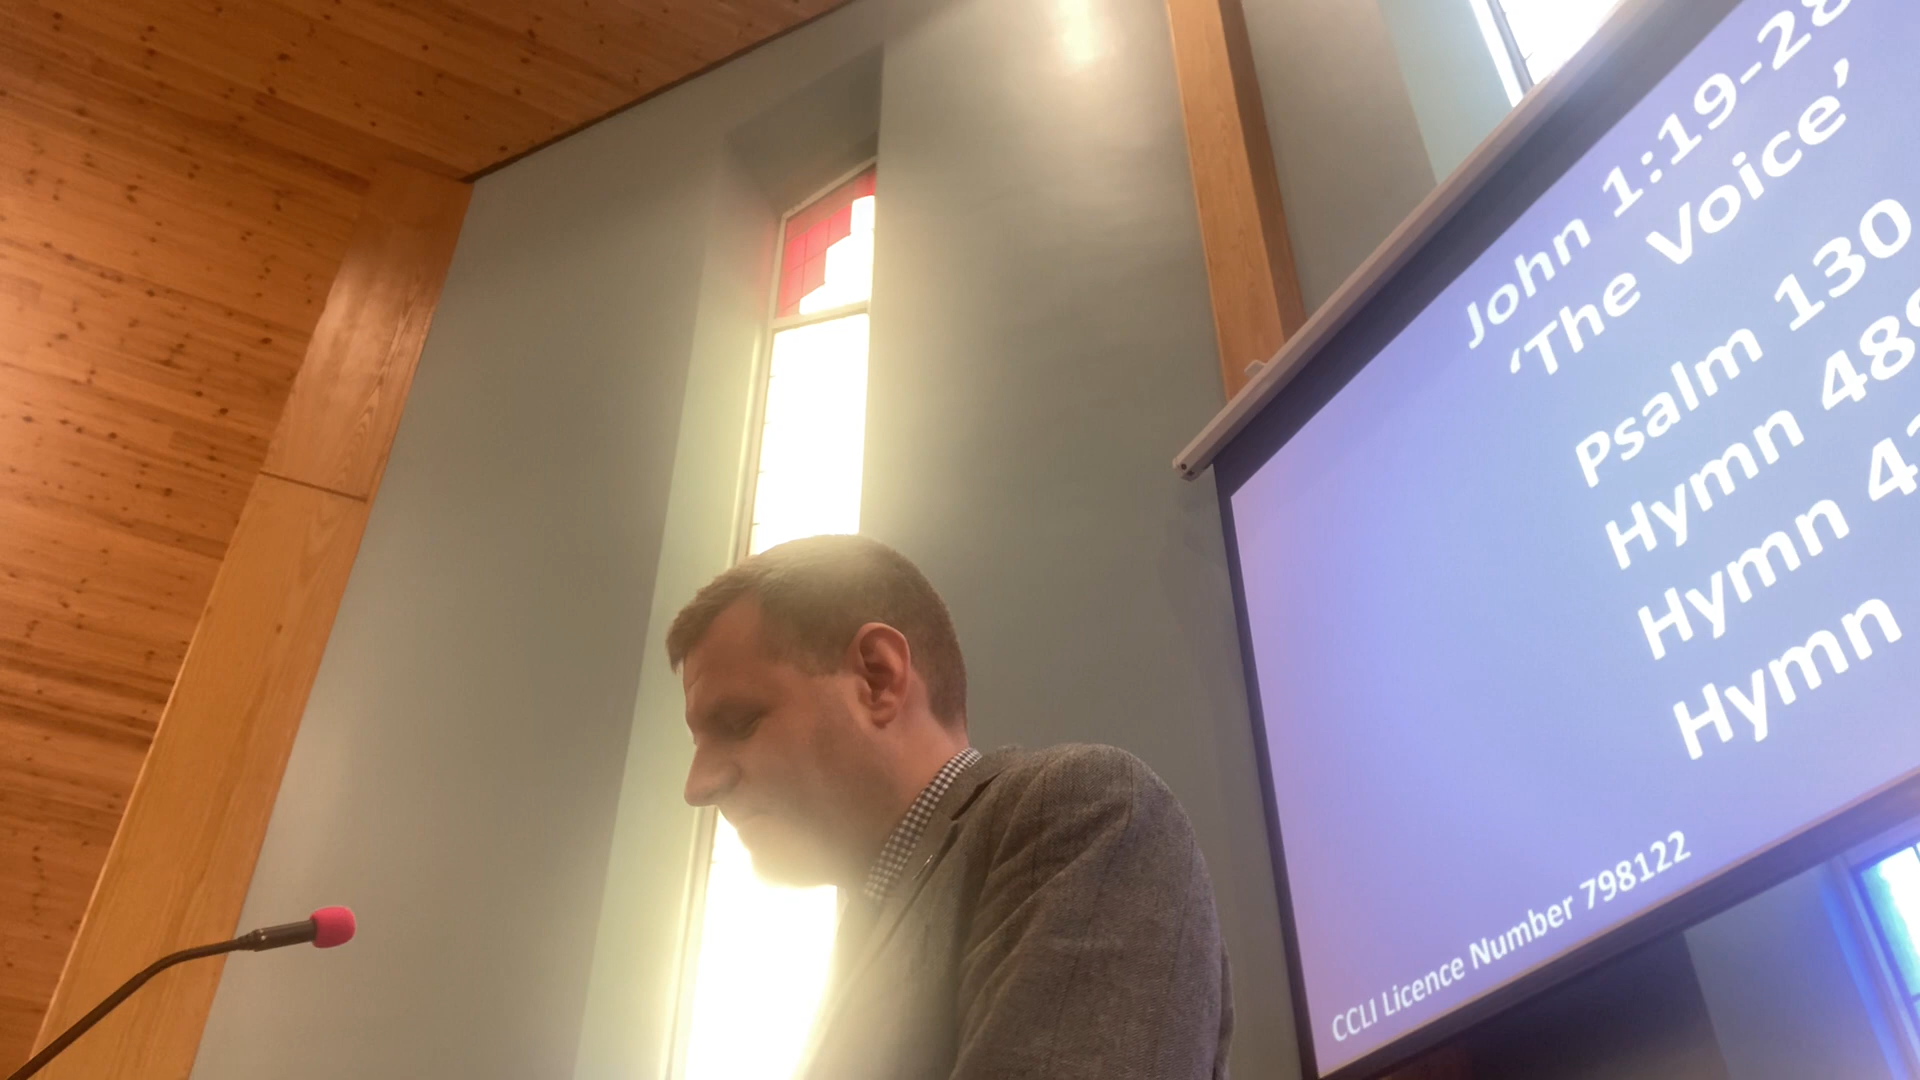 John 1:19-28
‘The Voice’
Psalm 130
Hymn
Hymn
Hymn
CCLI Licence Number 798122